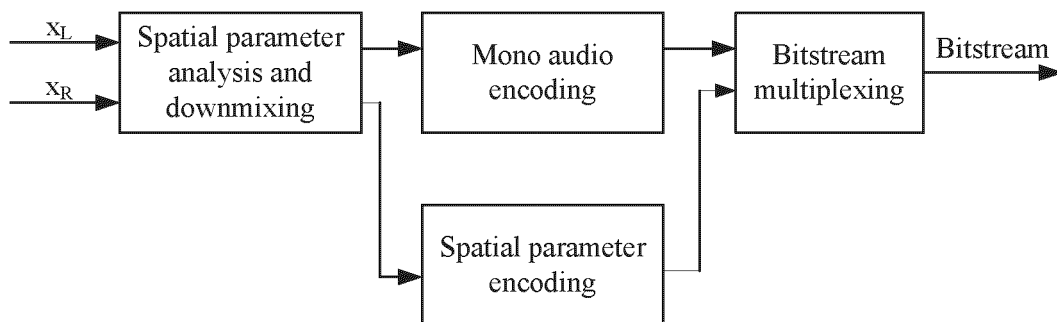 x_L
x_R
Spatial parameter
analysis and
downmixing
Mono audio
encoding
Bitstream
multiplexing
Bitstream
Spatial parameter
encoding